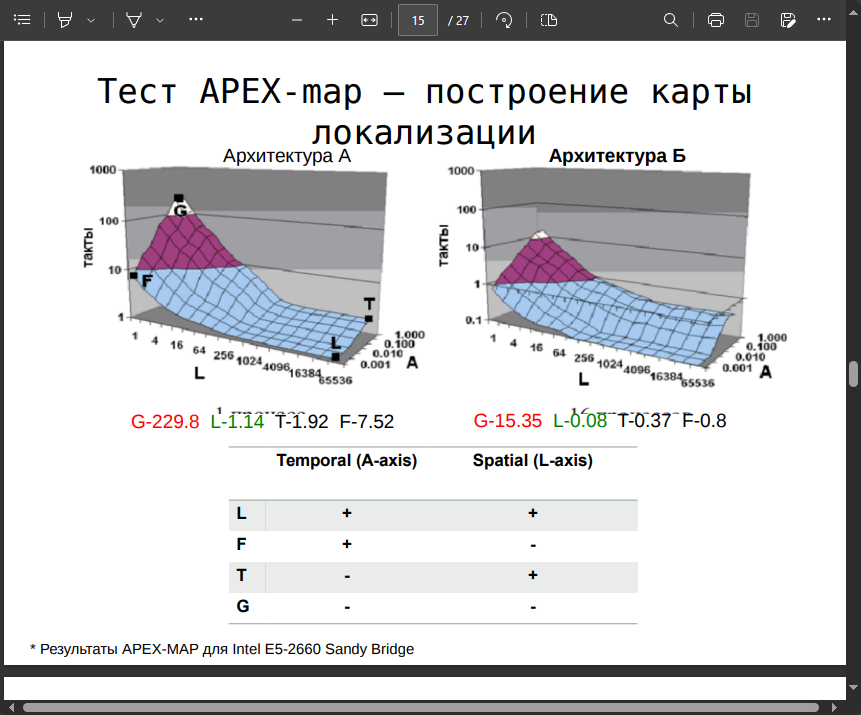 15 / 27
Тест APEX-map – построение карты
локализации
Архитектура А
Архитектура Б
1000
100
10
1
такты
G
F
T
L
1 4 16 64 256 1024 4096 16384 65536
L
1.000
0.100
0.010
0.001
A
1000
100
10
1
0.1
такты
1 4 16 64 256 1024 4096 16384 65536
L
1.000
0.100
0.010
0.001
A
G-229.8 L-1.14 T-1.92 F-7.52
G-15.35 L-0.08 T-0.37 F-0.8
Temporal (A-axis) Spatial (L-axis)
L + +
F + -
T - +
G - -
* Результаты APEX-MAP для Intel E5-2660 Sandy Bridge